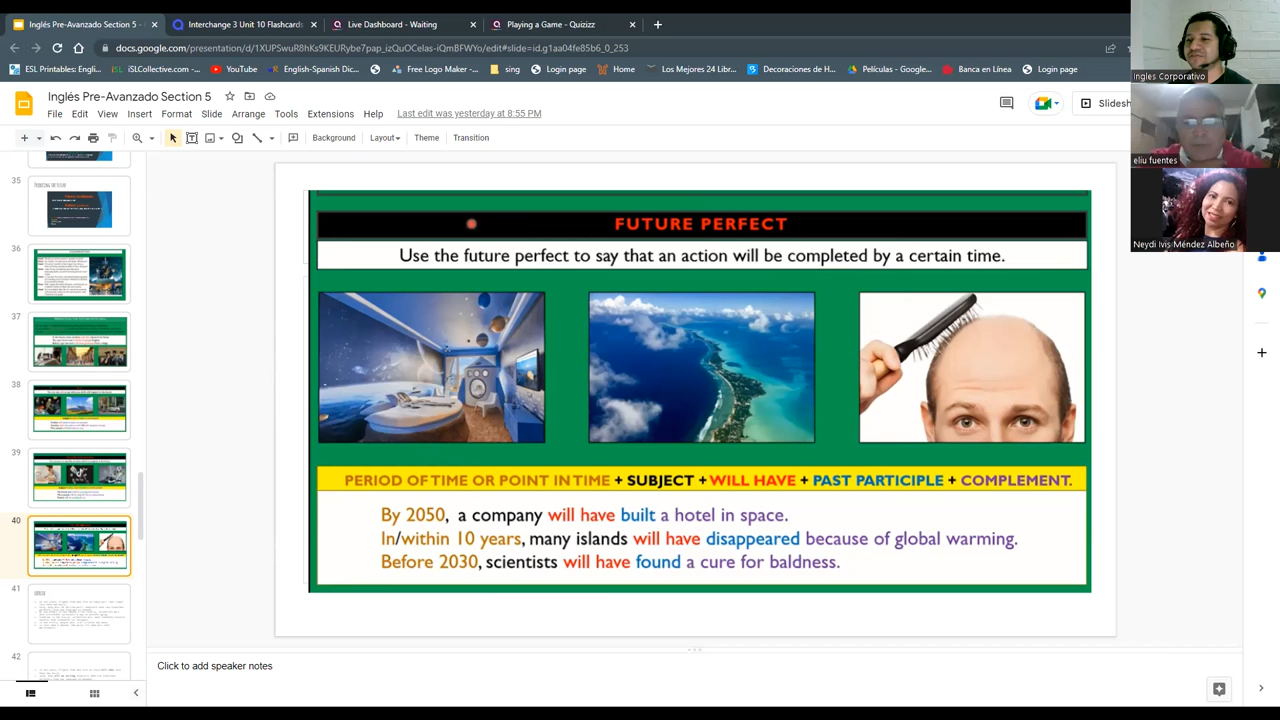 Inglés Pre-Avanzado Section 5 -
Interchange 3 Unit 10 Flashcards
Live Dashboard - Waiting
Playing a Game - Quizizz
docs.google.com/presentation/d/1XUPSwuR8hKs9KEURybe7pap_izQuOCelas-iQmBFWYo/edit#slide=id.g1aa04fe85b6_0_253
ESL Printables: Engli...
iSLCollective.com -...
YouTube
English-Spanish Dic...
Free Logo Maker -...
sing
Login page
Home
Los Mejores 24 Libr...
Decoraciones de H...
Películas - Google...
Banca en Línea
Login page
Ingles Corporativo
Inglés Pre-Avanzado Section 5
Slidesh
File Edit View Insert Format Slide Arrange Tools Extensions Help Last edit was yesterday at 8:55 PM
Background Layout Theme Transition
eliu fuentes
Neydi Ivis Méndez Albeño
35
36
37
38
39
40
41
42
FUTURE PERFECT
Use the future perfect to say that an action will be completed by a certain time.
PERIOD OF TIME OR POINT IN TIME + SUBJECT + WILL HAVE + PAST PARTICIPLE + COMPLEMENT.
By 2050, a company will have built a hotel in space.
In/within 10 years, many islands will have disappeared because of global warming.
Before 2030, scientists will have found a cure for baldness.
Click to add speaker notes